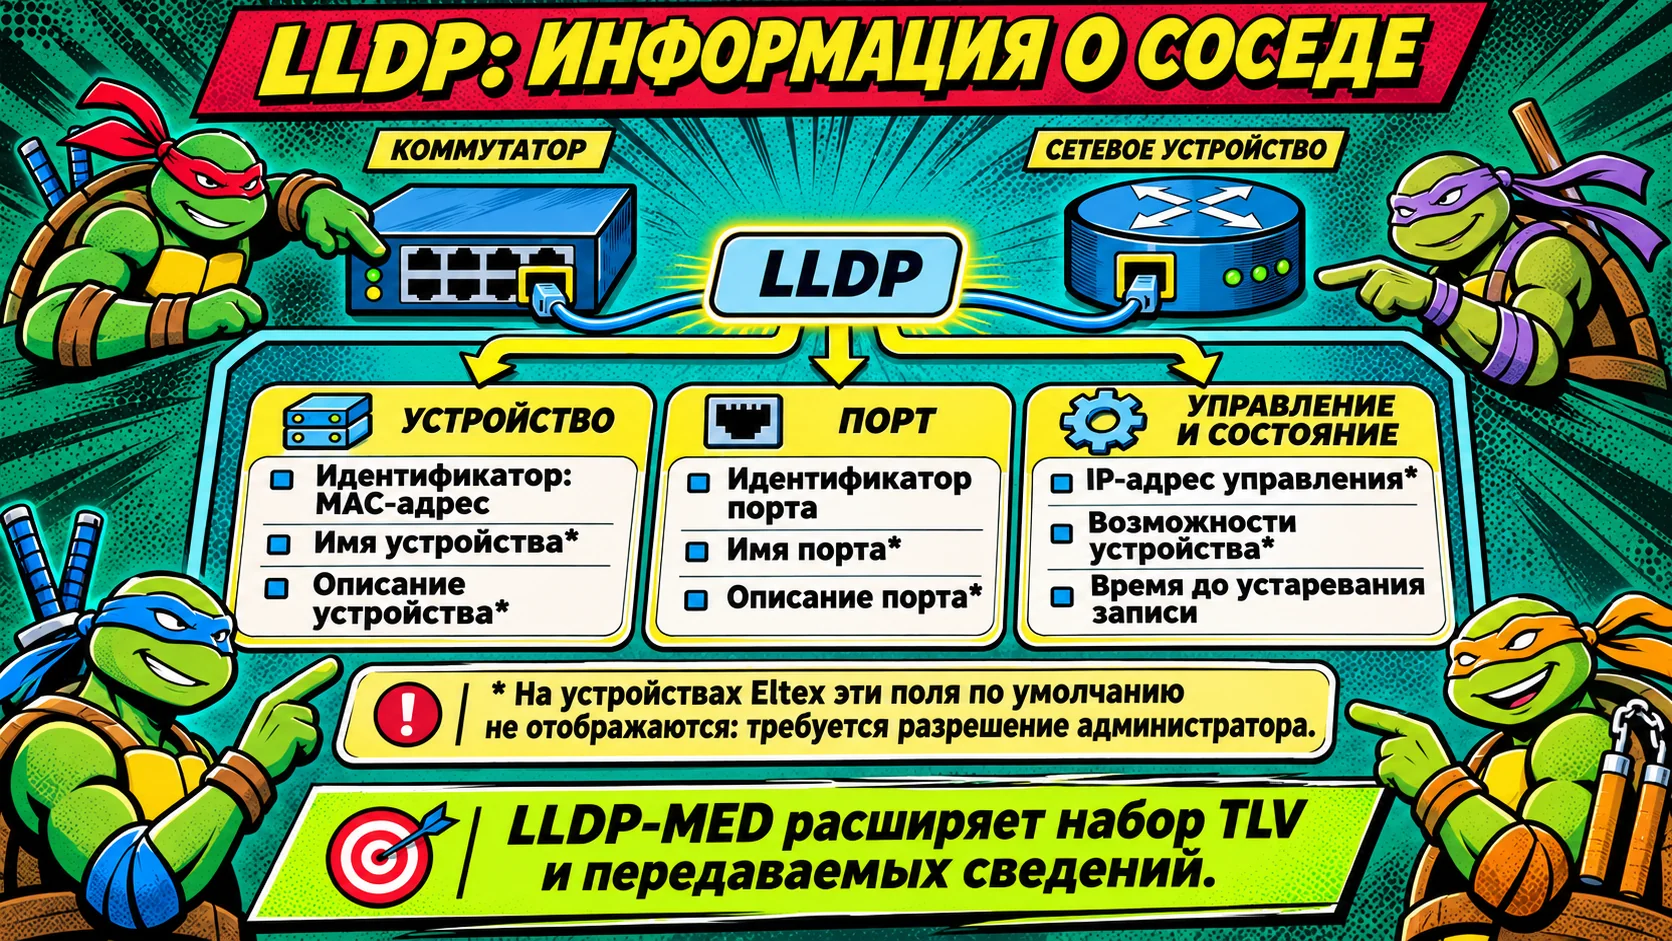 LLDP: ИНФОРМАЦИЯ О СОСЕДЕ
КОММУТАТОР
СЕТЕВОЕ УСТРОЙСТВО
LLDP
УСТРОЙСТВО
Идентификатор:
MAC-адрес
Имя устройства*
Описание
устройства*
ПОРТ
Идентификатор
порта
Имя порта*
Описание порта*
УПРАВЛЕНИЕ
И СОСТОЯНИЕ
IP-адрес управления*
Возможности
устройства*
Время до устаревания
записи
! * На устройствах Eltex эти поля по умолчанию
не отображаются: требуется разрешение администратора.
LLDP-MED расширяет набор TLV
и передаваемых сведений.